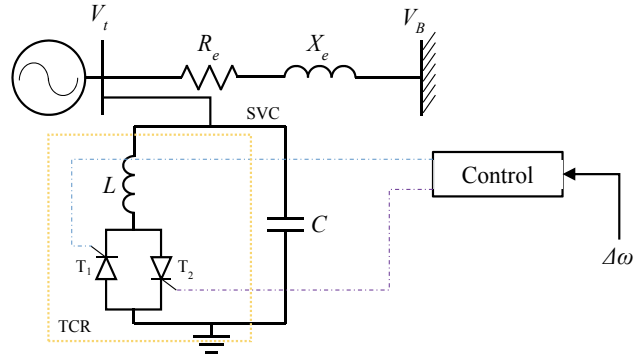 V_t
V_B
R_e
X_e
SVC
L
C
Control
T_1
T_2
Δω
TCR